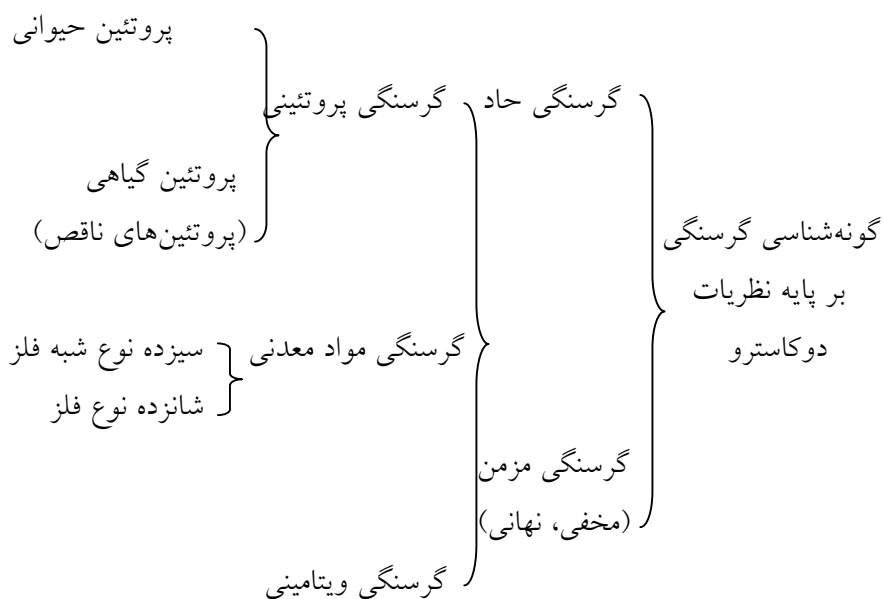 گونه‌شناسی گرسنگی
بر پایه نظریات
دوکاسترو
گرسنگی حاد
گرسنگی مزمن
(مخفی، نهانی)
گرسنگی پروتئینی
پروتئین حیوانی
پروتئین گیاهی
(پروتئین‌های ناقص)
گرسنگی مواد معدنی
سیزده نوع شبه فلز
شانزده نوع فلز
گرسنگی ویتامینی